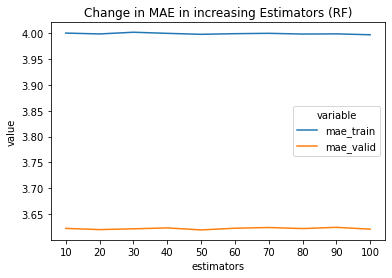 Change in MAE in increasing Estimators (RF)
4.00
3.95
3.90
3.85
3.80
3.75
3.70
3.65
value
variable
mae_train
mae_valid
10 20 30 40 50 60 70 80 90 100
estimators